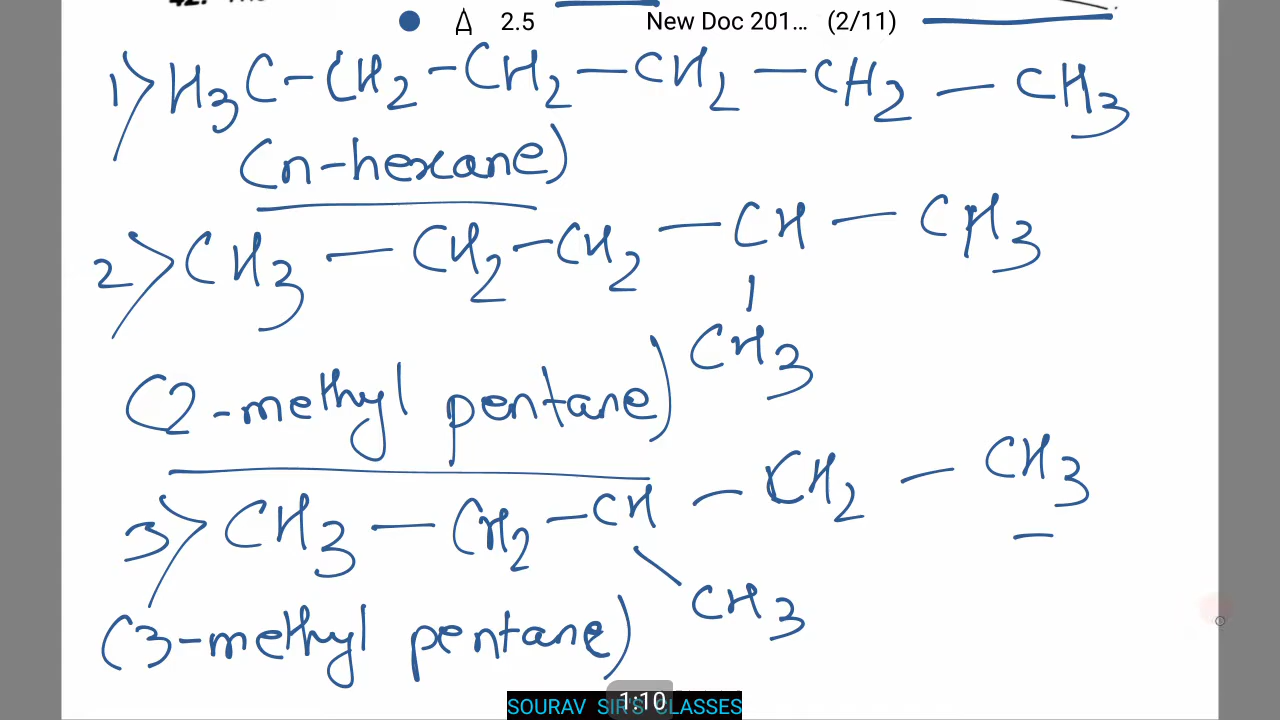 A 2.5 New Doc 201... (2/11)
1> H3C - CH2 - CH2 - CH2 - CH2 - CH3
(n-hexane)
2> CH3 - CH2 - CH2 - CH - CH3
CH3
(2-methyl pentane)
3> CH3 - CH2 - CH - CH2 - CH3
CH3
(3-methyl pentane)
1:10
SOURAV SIR'S CLASSES